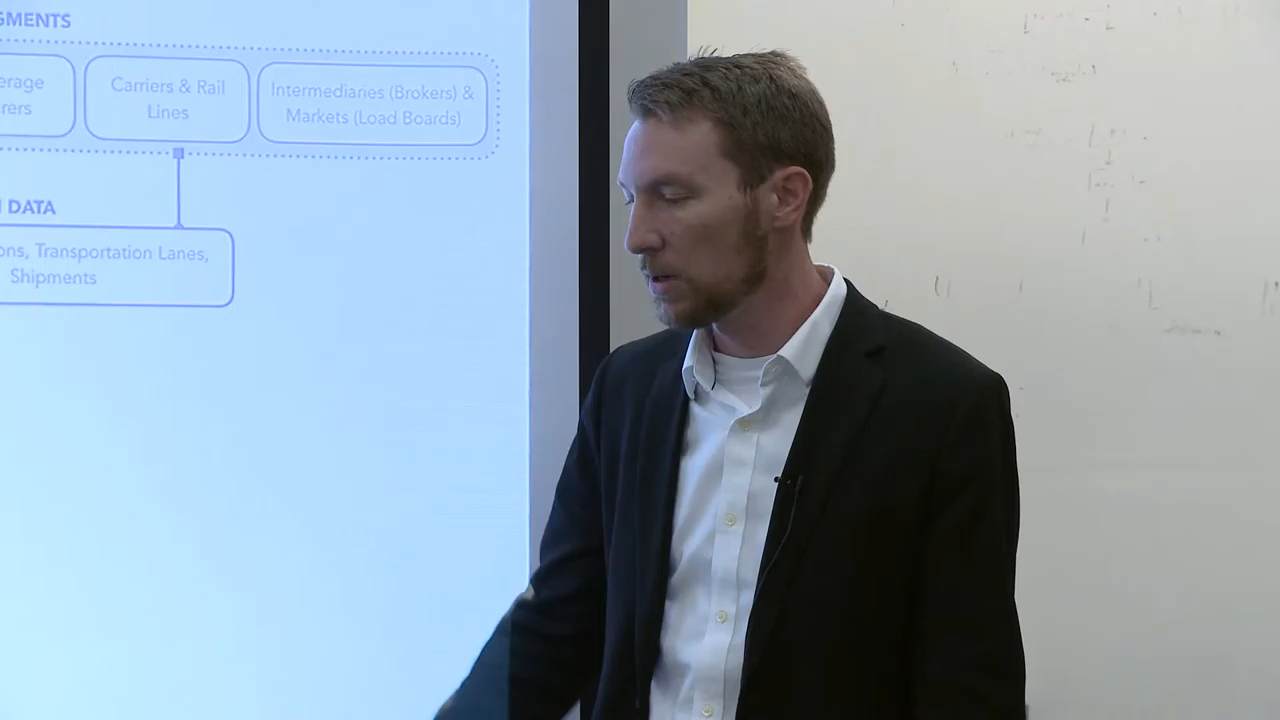 GMENTS
erage
rers
Carriers & Rail
Lines
Intermediaries (Brokers) &
Markets (Load Boards)
DATA
ons, Transportation Lanes,
Shipments